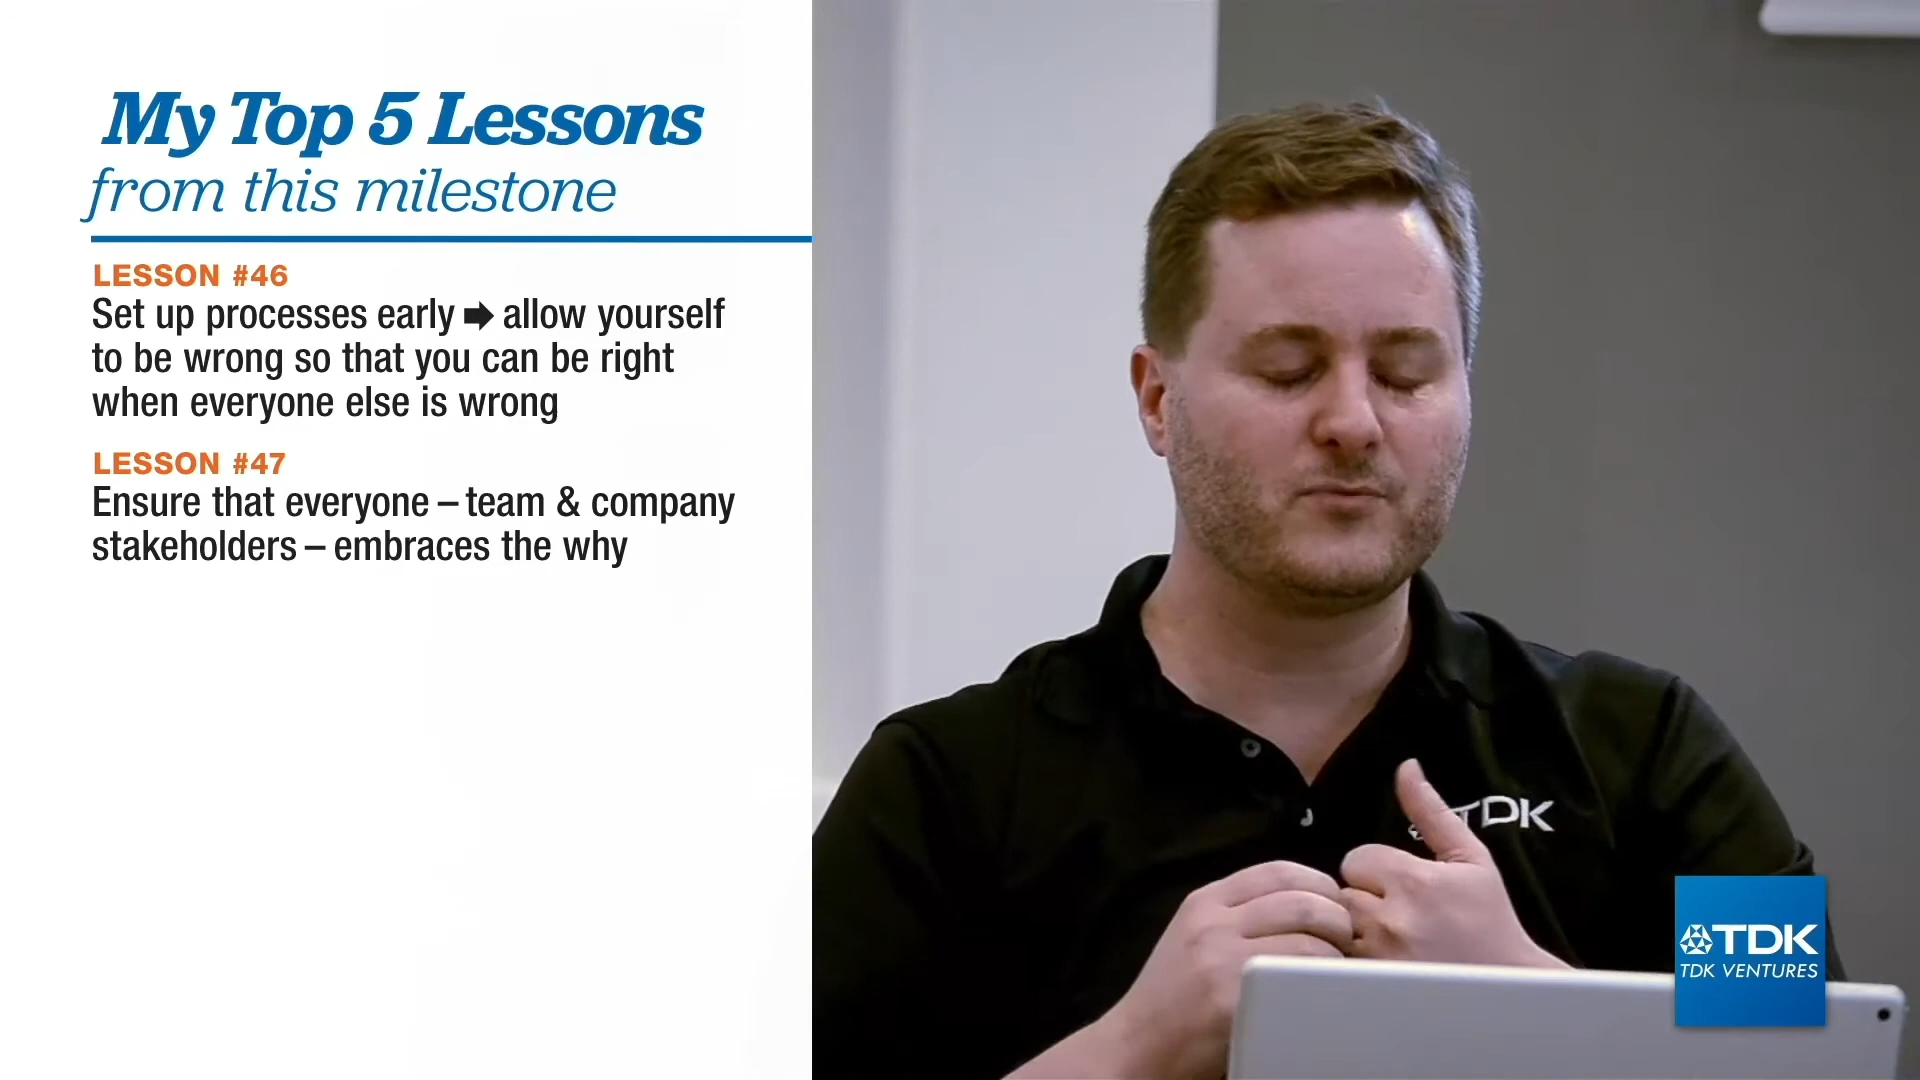 My Top 5 Lessons
from this milestone
LESSON #46
Set up processes early ➡ allow yourself
to be wrong so that you can be right
when everyone else is wrong
LESSON #47
Ensure that everyone – team & company
stakeholders – embraces the why
TDK
TDK
TDK VENTURES